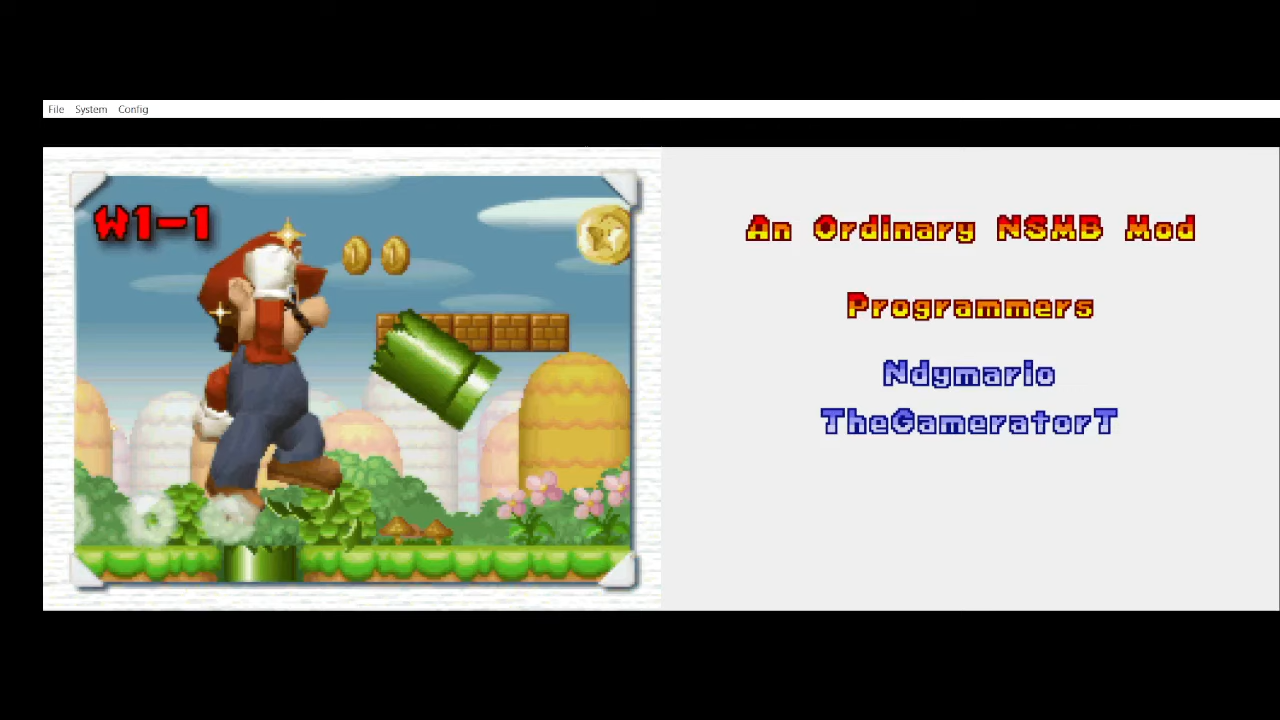 File System Config
W1-1
An Ordinary NSMB Mod
Programmers
Ndymario
TheGameratorT